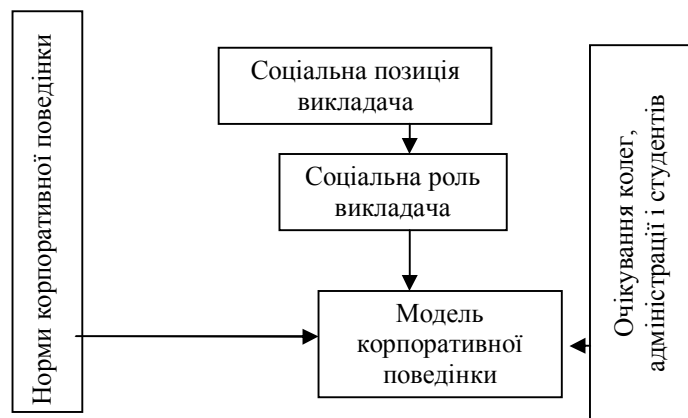 Норми корпоративної поведінки
Соціальна позиція
викладача
Соціальна роль
викладача
Модель
корпоративної
поведінки
Очікування колег,
адміністрації і студентів